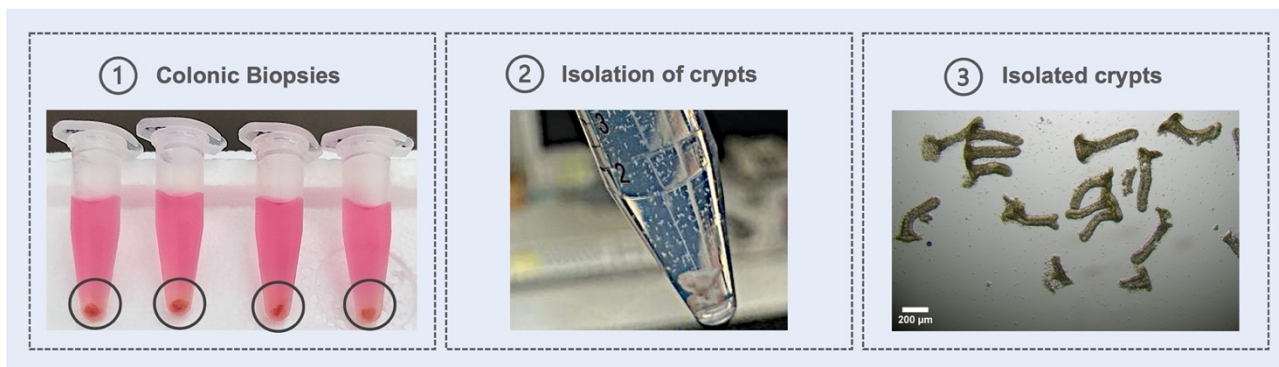 1 Colonic Biopsies
2 Isolation of crypts
3 Isolated crypts
3
2
200 µm